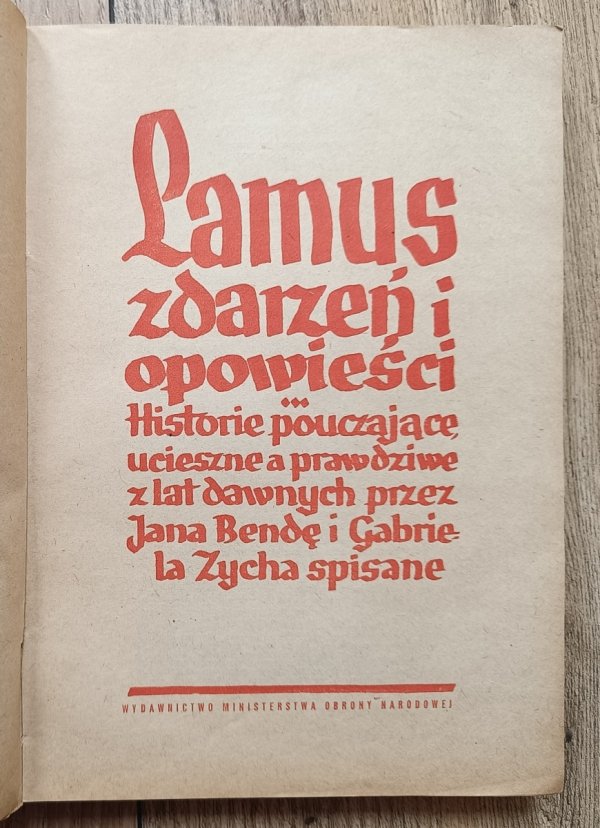 Lamus
zdarzeń i
opowieści
Historie pouczające,
ucieszne a prawdziwe
z lat dawnych przez
Jana Bendę i Gabrie-
la Zycha spisane
WYDAWNICTWO MINISTERSTWA OBRONY NARODOWEJ